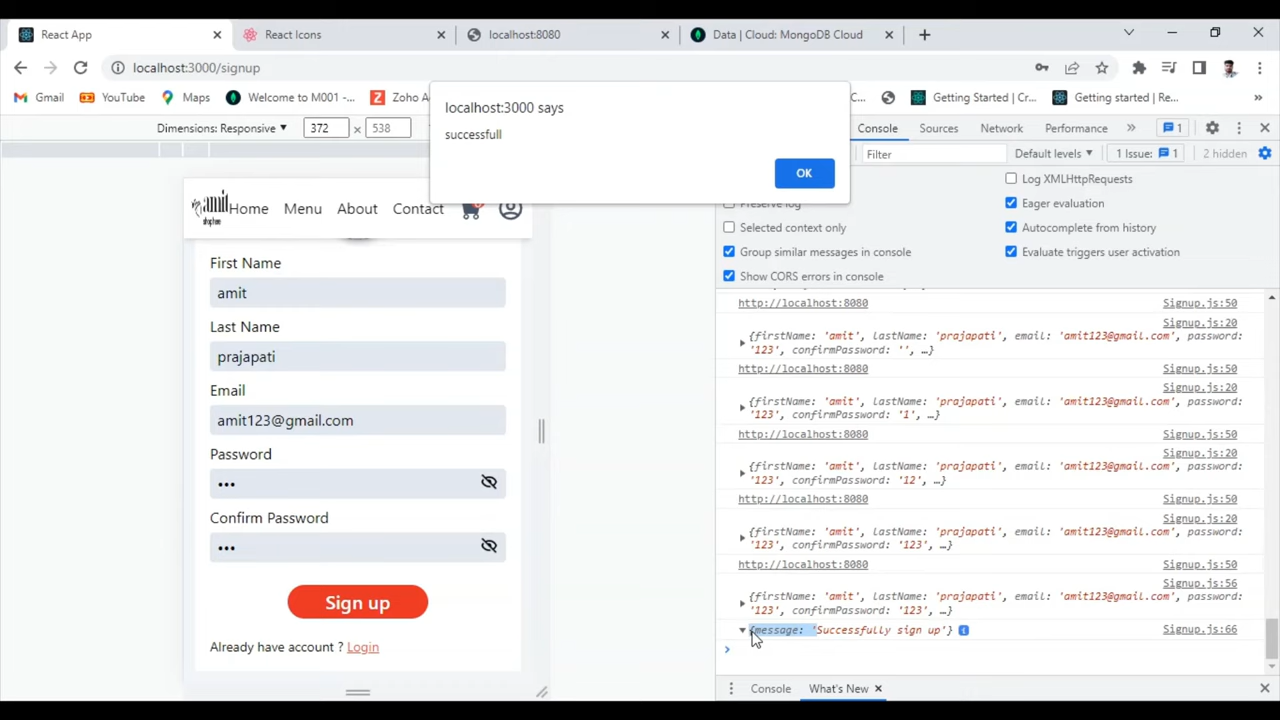 React App
React Icons
localhost:8080
Data | Cloud: MongoDB Cloud
localhost:3000/signup
Gmail
YouTube
Maps
Welcome to M001 -...
Zoho
C...
Getting Started | Cr...
Getting started | Re...
»
localhost:3000 says
successfull
OK
Dimensions: Responsive
372
×
538
Console
Sources
Network
Performance
»
1
Filter
Default levels
1 Issue:
1
2 hidden
Log XMLHttpRequests
Preserve log
Eager evaluation
Selected context only
Autocomplete from history
Group similar messages in console
Evaluate triggers user activation
Show CORS errors in console
amit
Home
Menu
About
Contact
First Name
amit
Last Name
prajapati
Email
amit123@gmail.com
Password
•••
Confirm Password
•••
Sign up
Already have account ? Login
http://localhost:8080 Signup.js:50
Signup.js:20
{firstName: 'amit', lastName: 'prajapati', email: 'amit123@gmail.com', password:
'123', confirmPassword: '', …}
http://localhost:8080 Signup.js:50
Signup.js:20
{firstName: 'amit', lastName: 'prajapati', email: 'amit123@gmail.com', password:
'123', confirmPassword: '1', …}
http://localhost:8080 Signup.js:50
Signup.js:20
{firstName: 'amit', lastName: 'prajapati', email: 'amit123@gmail.com', password:
'123', confirmPassword: '12', …}
http://localhost:8080 Signup.js:50
Signup.js:20
{firstName: 'amit', lastName: 'prajapati', email: 'amit123@gmail.com', password:
'123', confirmPassword: '123', …}
http://localhost:8080 Signup.js:50
Signup.js:56
{firstName: 'amit', lastName: 'prajapati', email: 'amit123@gmail.com', password:
'123', confirmPassword: '123', …}
{message: 'Successfully sign up'} Signup.js:66
Console
What's New